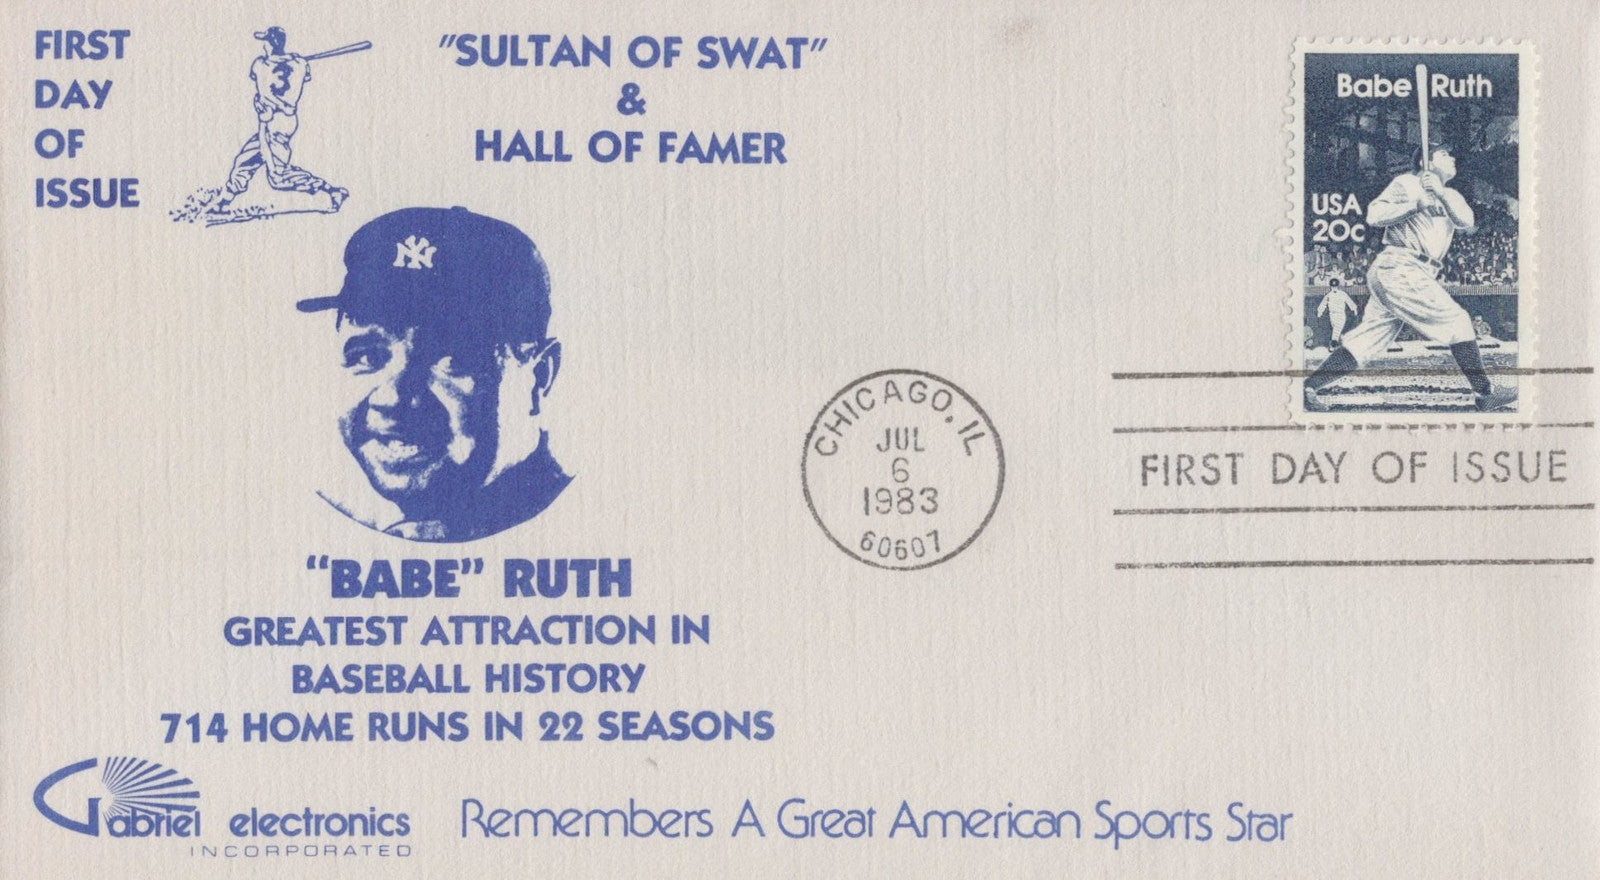 FIRST
DAY
OF
ISSUE
3
"SULTAN OF SWAT"
&
HALL OF FAMER
NY
"BABE" RUTH
GREATEST ATTRACTION IN
BASEBALL HISTORY
714 HOME RUNS IN 22 SEASONS
Babe Ruth
USA
20c
CHICAGO, IL
JUL
6
1983
60607
FIRST DAY OF ISSUE
Gabriel electronics
INCORPORATED
Remembers A Great American Sports Star